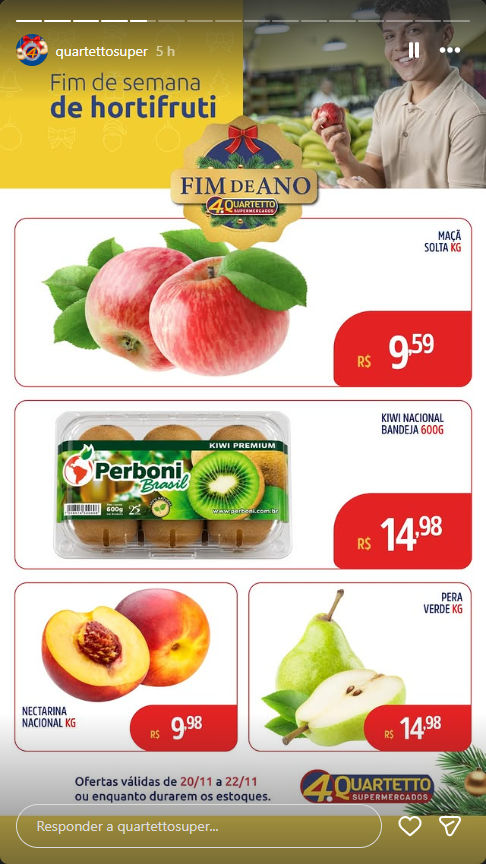 quartettosuper 5 h
Fim de semana
de hortifruti
FIM DE ANO
4.QUARTETTO
SUPERMERCADOS
MAÇÃ
SOLTA KG
R$ 9,59
KIWI NACIONAL
BANDEJA 600G
KIWI PREMIUM
Perboni
Brasil
600g
www.perboni.com.br
R$ 14,98
NECTARINA
NACIONAL KG
R$ 9,98
PERA
VERDE KG
R$ 14,98
Ofertas válidas de 20/11 a 22/11
ou enquanto durarem os estoques.
4.QUARTETTO
SUPERMERCADOS
Responder a quartettosuper...